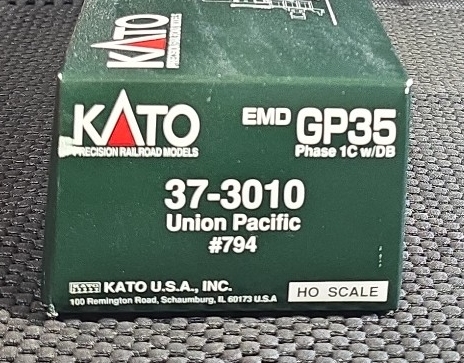 KATO
KATO
PRECISION RAILROAD MODELS
EMD GP35
Phase 1C w/DB
37-3010
Union Pacific
#794
KATO U.S.A., INC.
100 Remington Road, Schaumburg, IL 60173 U.S.A
HO SCALE